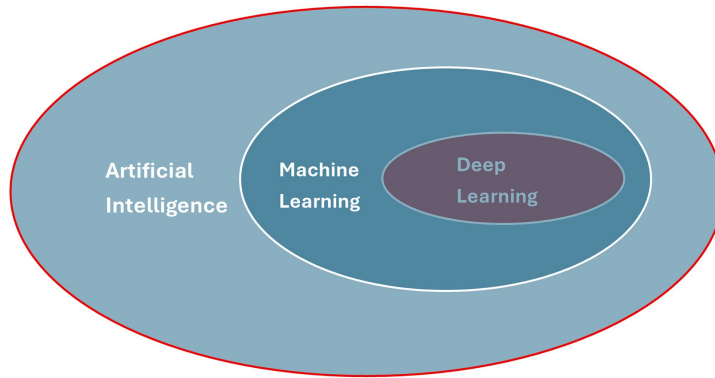 Artificial
Intelligence
Machine
Learning
Deep
Learning